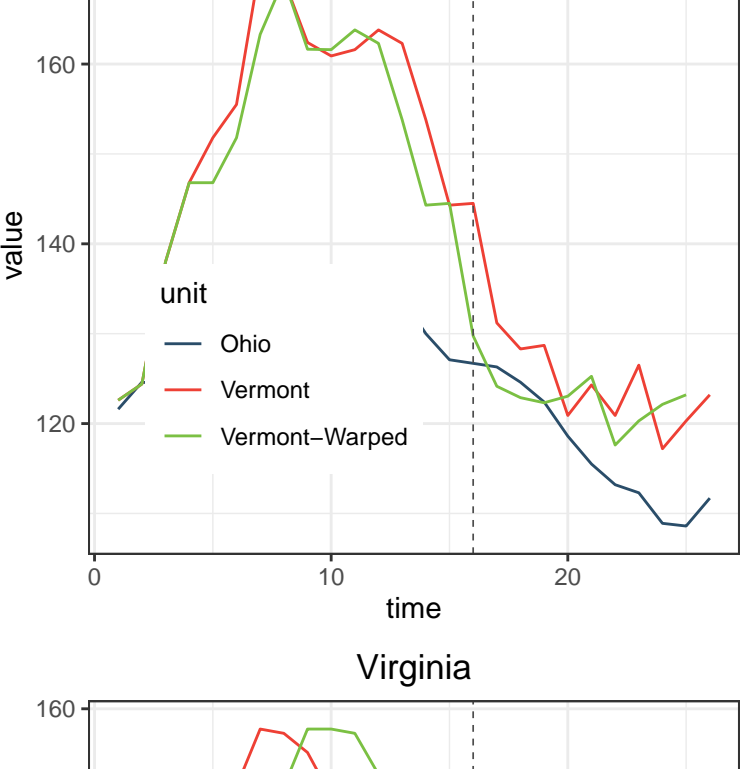 160
140
120
value
unit
Ohio
Vermont
Vermont−Warped
0
10
20
time
Virginia
160